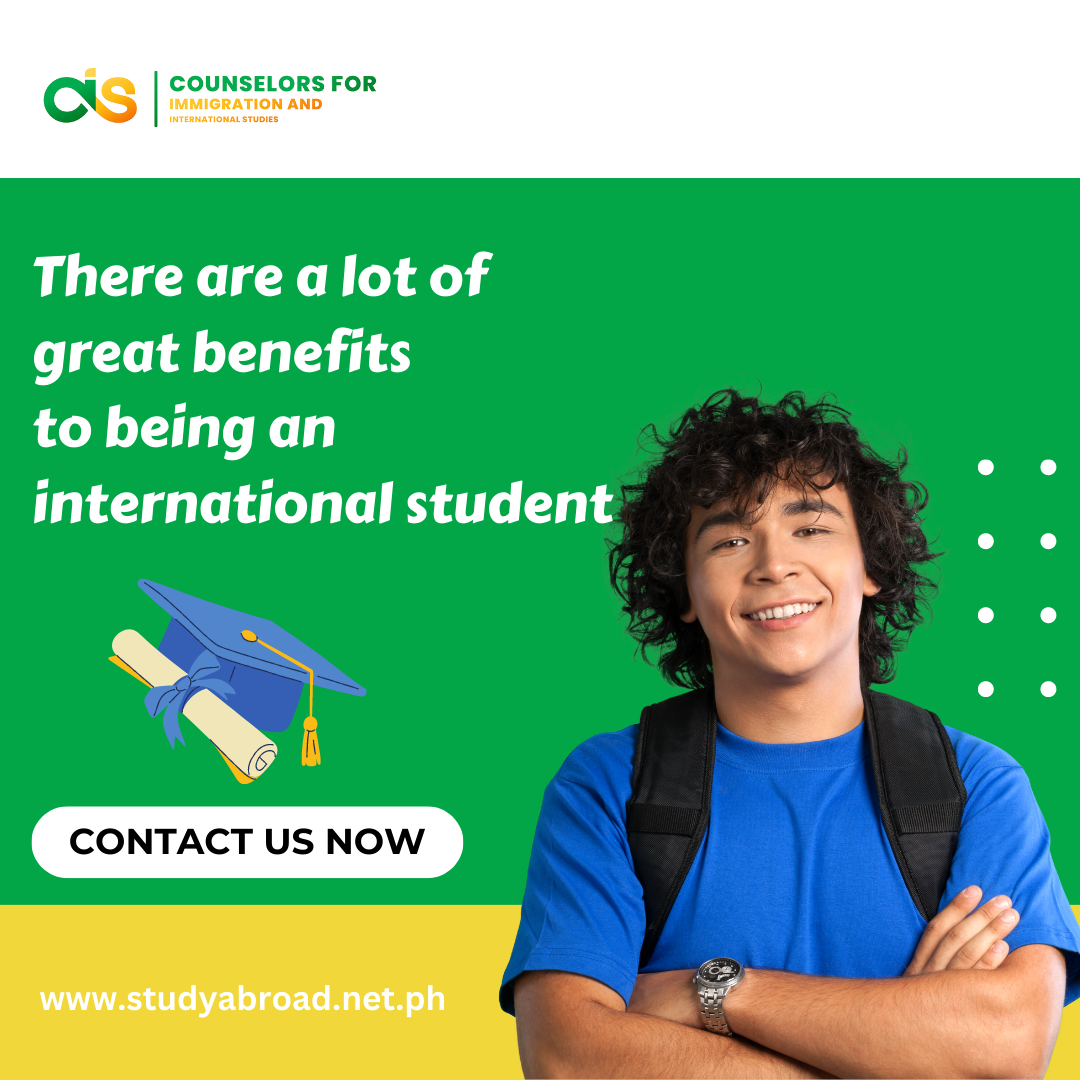 cis
COUNSELORS FOR
IMMIGRATION AND
INTERNATIONAL STUDIES
There are a lot of
great benefits
to being an
international student
CONTACT US NOW
www.studyabroad.net.ph